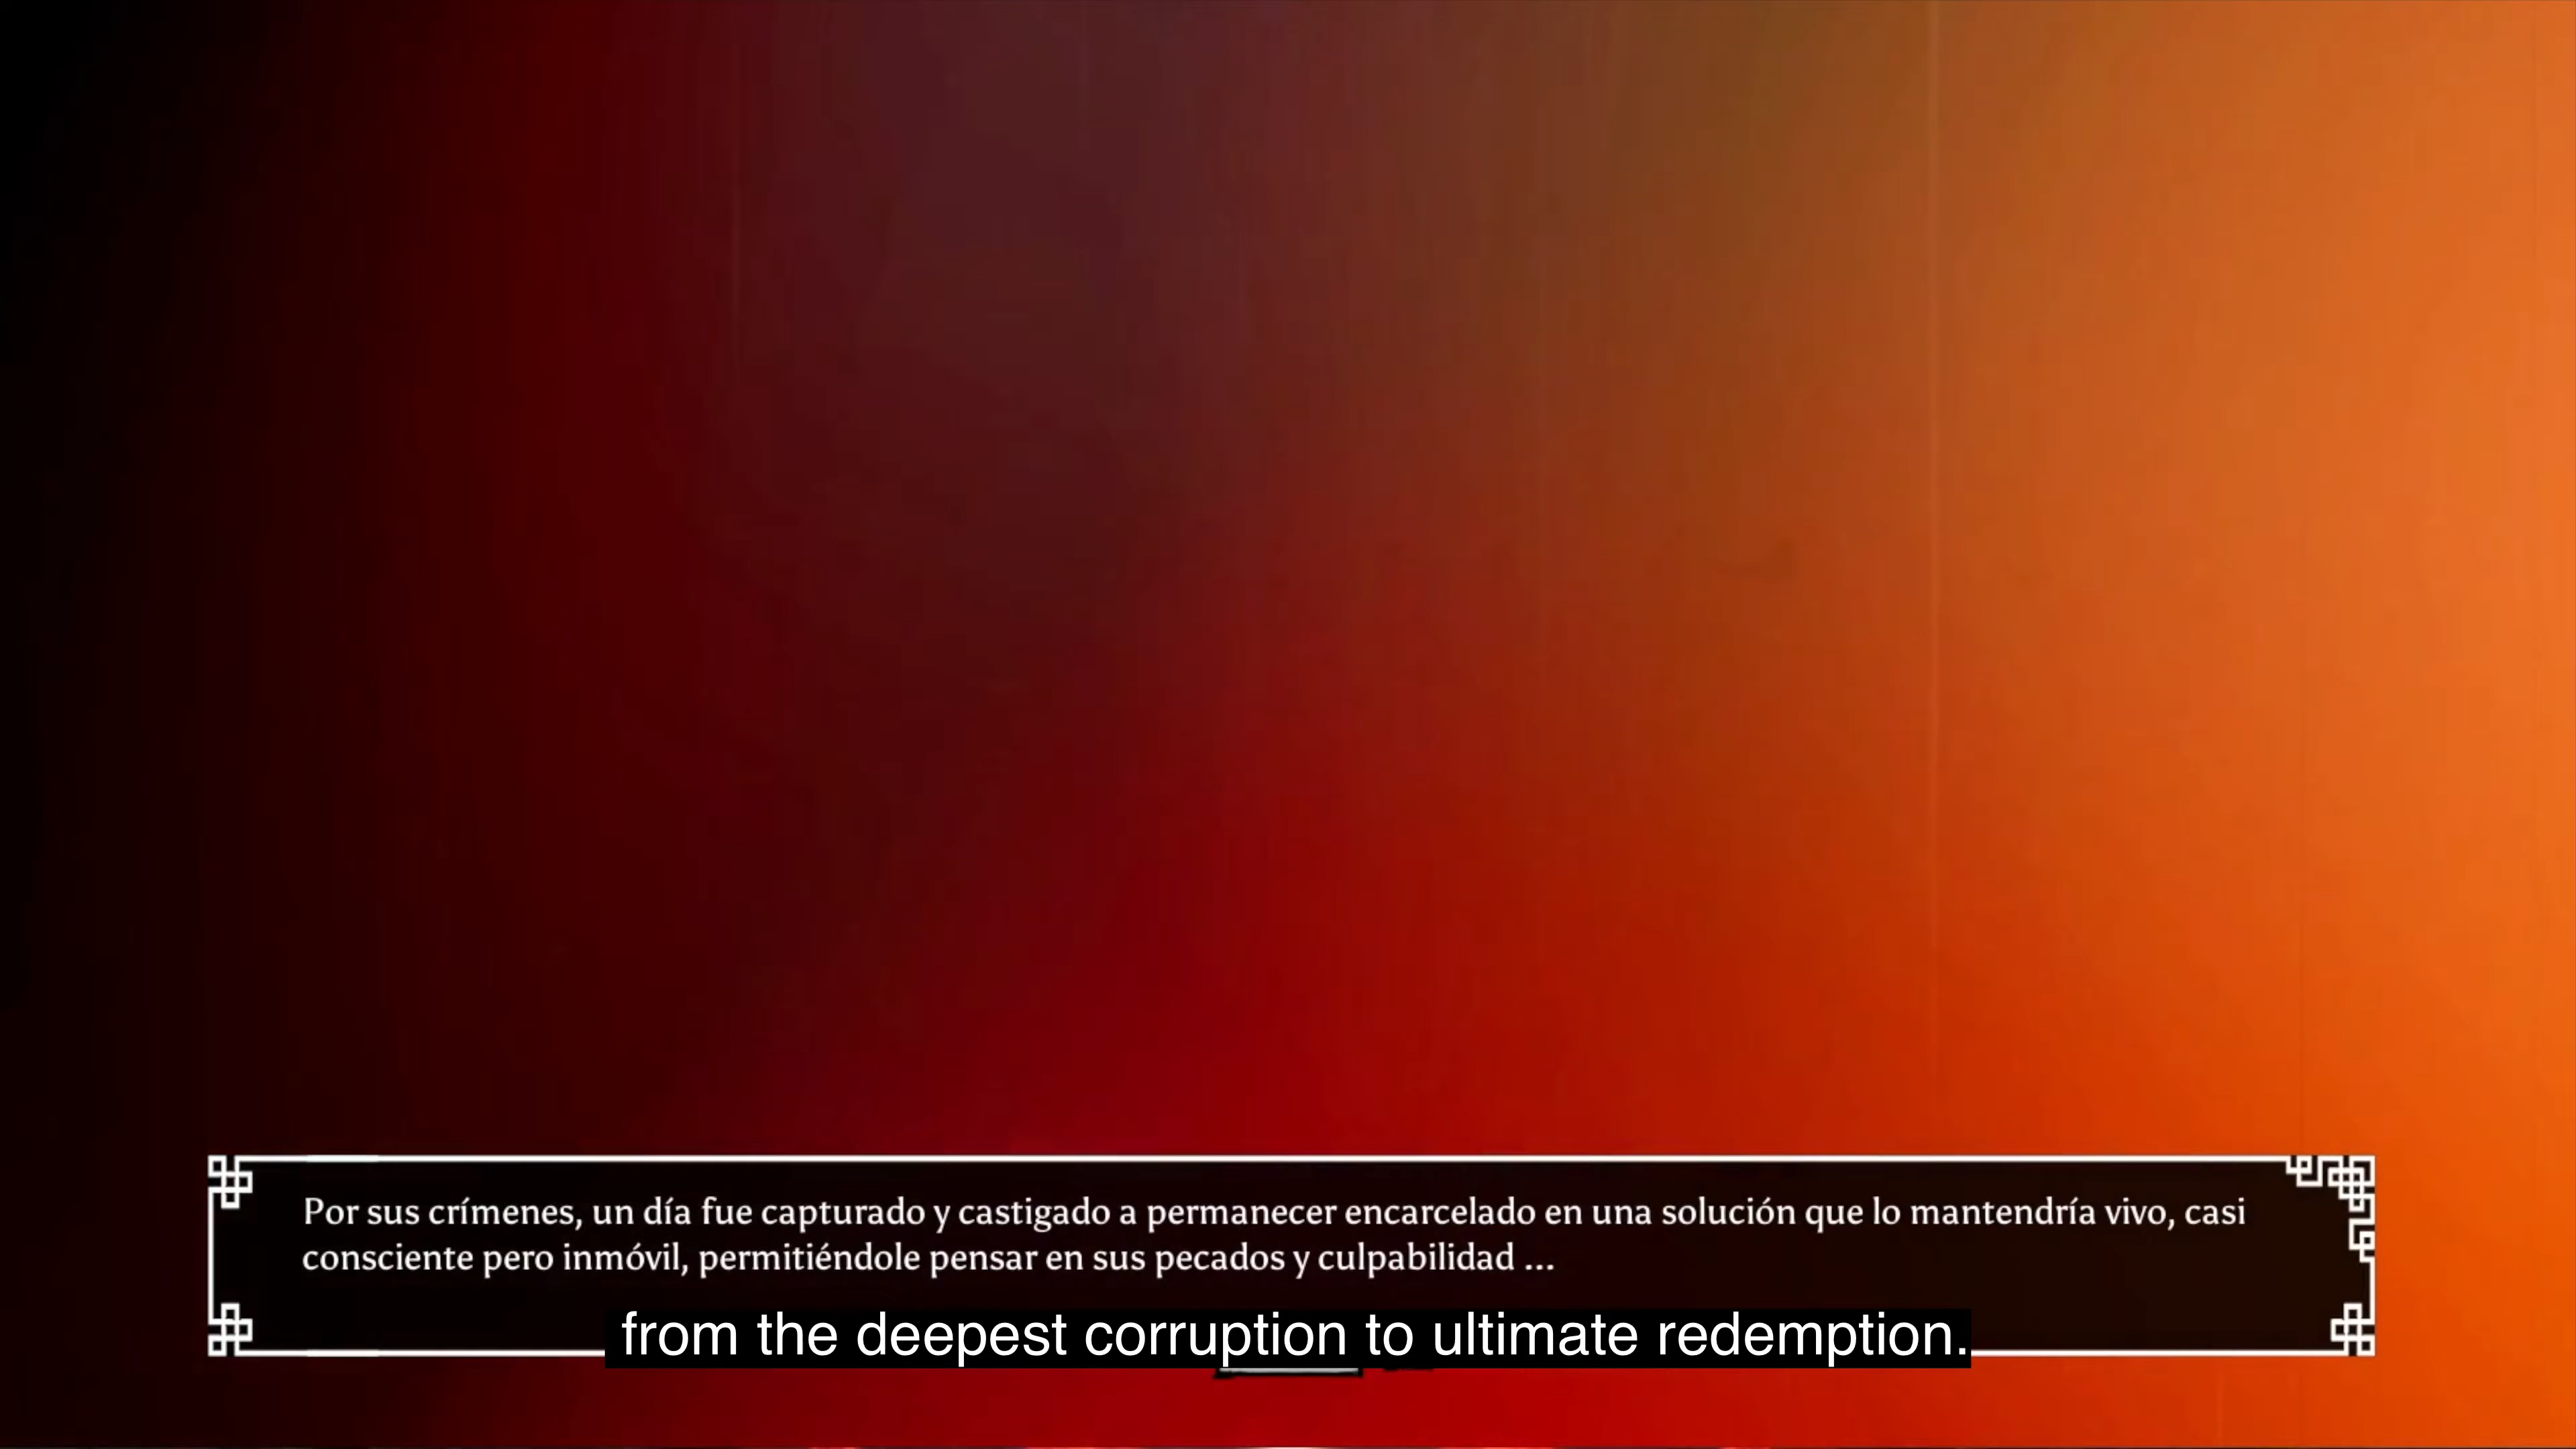 Por sus crímenes, un día fue capturado y castigado a permanecer encarcelado en una solución que lo mantendría vivo, casi
consciente pero inmóvil, permitiéndole pensar en sus pecados y culpabilidad ...
from the deepest corruption to ultimate redemption.